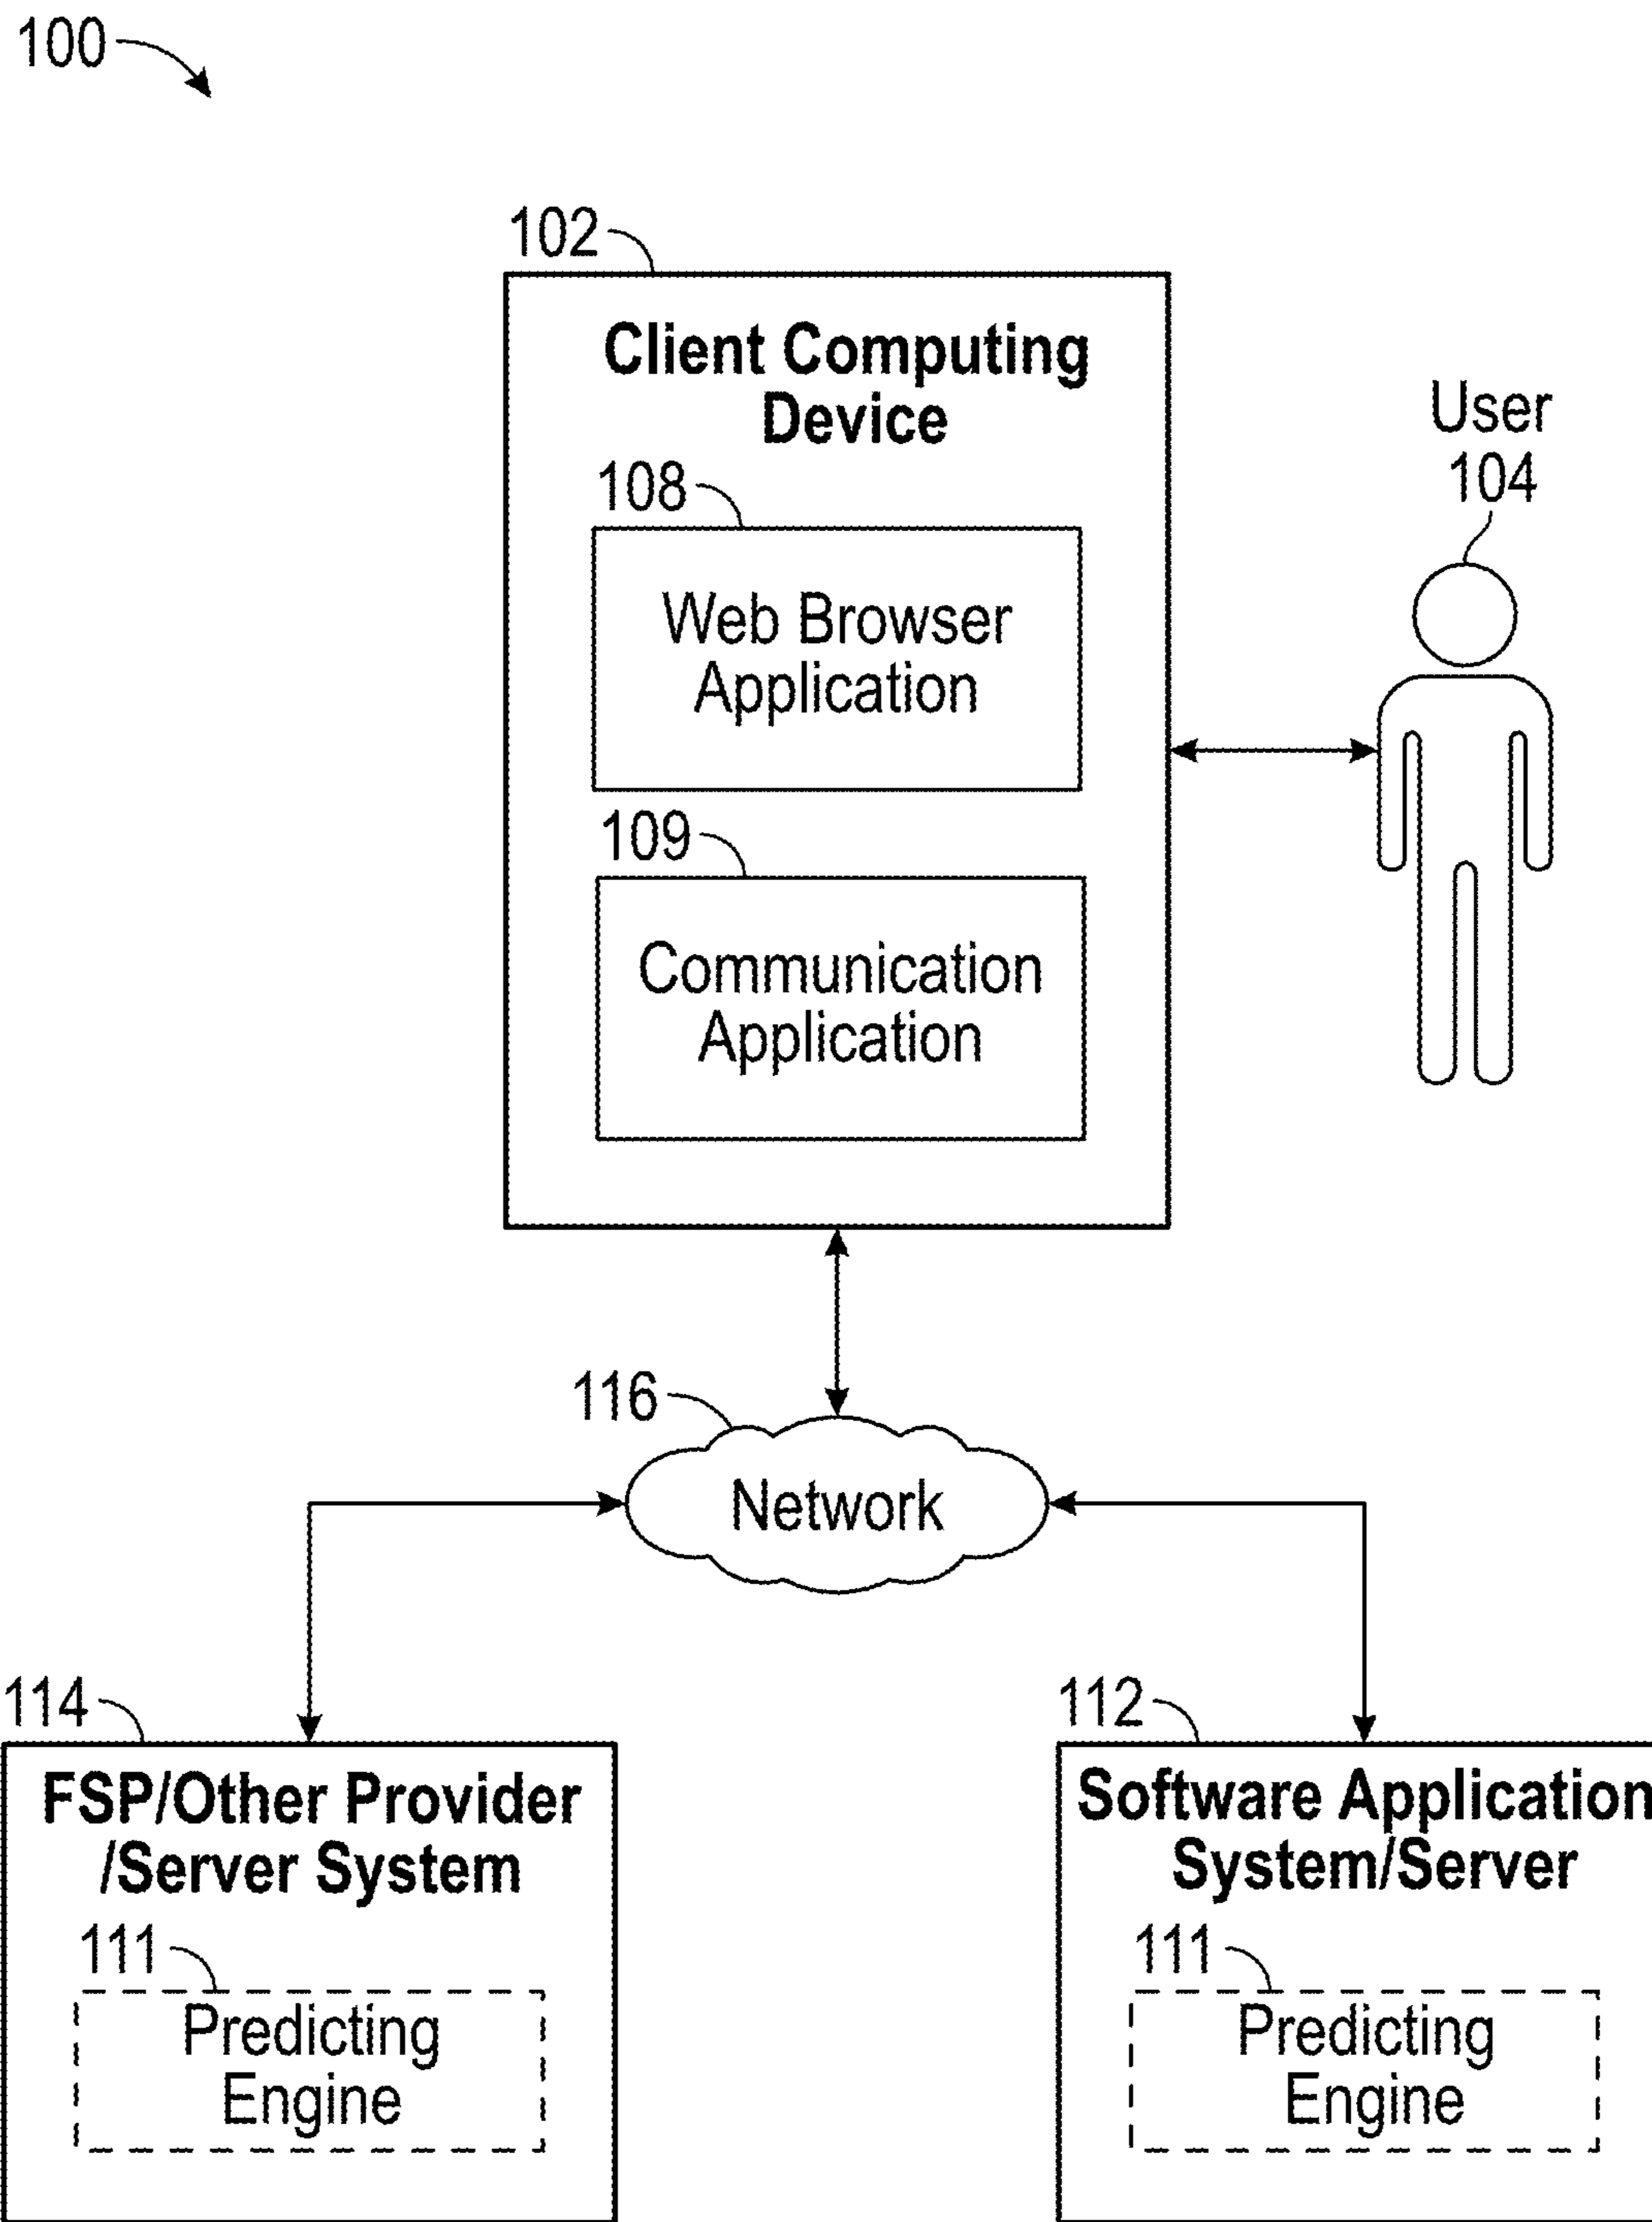 100
102
Client Computing
Device
108
Web Browser
Application
109
Communication
Application
User
104
116
Network
114
FSP/Other Provider
/Server System
111
Predicting
Engine
112
Software Application
System/Server
111
Predicting
Engine